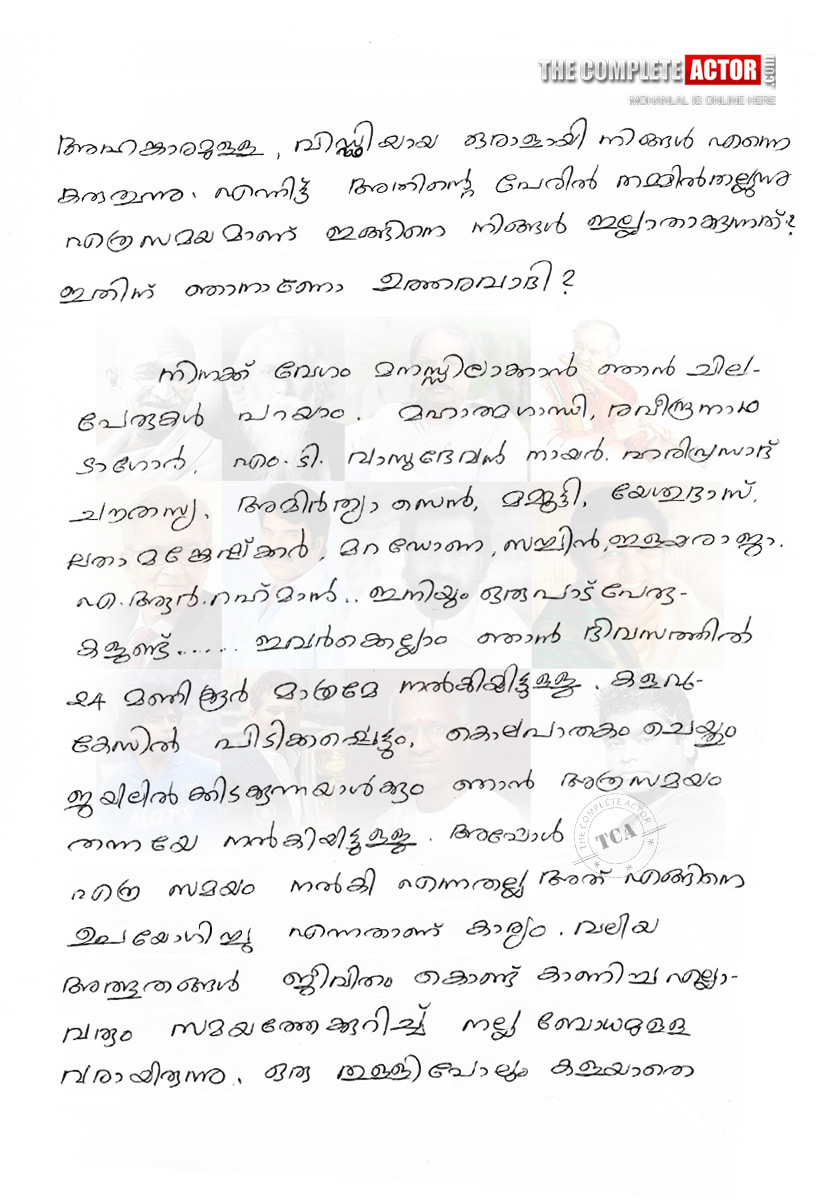 THE COMPLETE ACTOR .com
MOHANLAL IS ONLINE HERE
അഹങ്കാരമുള്ള, വിഡ്ഢിയായ ഒരാളായി നിങ്ങൾ എന്നെ
കരുതുന്നു. എന്നിട്ട് അതിന്റെ പേരിൽ തമ്മിൽതല്ലുന്നു
എത്രസമയമാണ് ഇങ്ങിനെ നിങ്ങൾ ഇല്ലാതാക്കുന്നത്?
ഇതിന് ഞാനാണോ ഉത്തരവാദി?
നിനക്ക് വേഗം മനസ്സിലാക്കാൻ ഞാൻ ചില-
പേരുകൾ പറയാം. മഹാത്മഗാന്ധി, രവീന്ദ്രനാഥ
ടാഗോർ, എം.ടി. വാസുദേവൻ നായർ. ഹരിപ്രസാദ്
ചൗരസ്യ, അമിർത്യാ സെൻ, മമ്മൂട്ടി, യേശുദാസ്,
ലതാ മങ്കേഷ്ക്കർ, മറഡോണ, സച്ചിൻ, ഇളയരാജാ.
എ.ആർ.റഹ്മാൻ.. ഇനിയും ഒരുപാട് പേരു-
കളുണ്ട്...... ഇവർക്കെല്ലാം ഞാൻ ദിവസത്തിൽ
24 മണിക്കൂർ മാത്രമേ നൽകിയിട്ടുള്ളു. കളവു-
കേസിൽ പിടിക്കപ്പെട്ടും, കൊലപാതകം ചെയ്തും
ജയിലിൽ കിടക്കുന്നയാൾക്കും ഞാൻ അത്രസമയം
തന്നയേ നൽകിയിട്ടുള്ളു. അപ്പോൾ
എത്ര സമയം നൽകി എന്നതല്ല അത് എങ്ങിനെ
ഉപയോഗിച്ചു എന്നതാണ് കാര്യം. വലിയ
അത്ഭുതങ്ങൾ ജീവിതം കൊണ്ട് കാണിച്ച എല്ലാ-
വരും സമയത്തേക്കുറിച്ച് നല്ല ബോധമുള്ള
വരായിരുന്നു. ഒരു തുള്ളിപോലും കളയാതെ
THE COMPLETE ACTOR
TCA